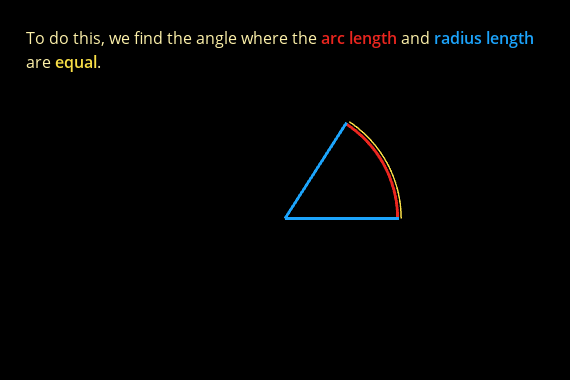 To do this, we find the angle where the arc length and radius length
are equal.